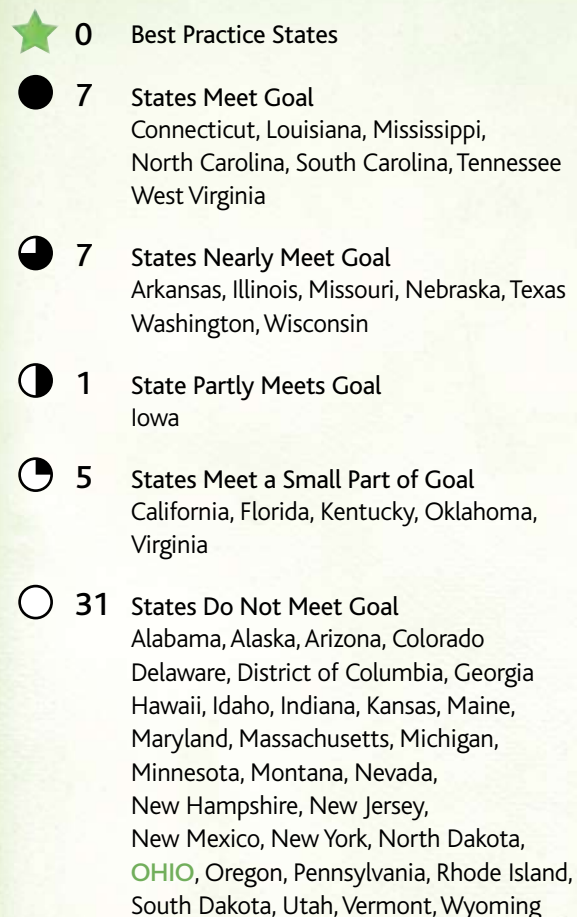 0 Best Practice States
7 States Meet Goal
Connecticut, Louisiana, Mississippi,
North Carolina, South Carolina, Tennessee
West Virginia
7 States Nearly Meet Goal
Arkansas, Illinois, Missouri, Nebraska, Texas
Washington, Wisconsin
1 State Partly Meets Goal
Iowa
5 States Meet a Small Part of Goal
California, Florida, Kentucky, Oklahoma,
Virginia
31 States Do Not Meet Goal
Alabama, Alaska, Arizona, Colorado
Delaware, District of Columbia, Georgia
Hawaii, Idaho, Indiana, Kansas, Maine,
Maryland, Massachusetts, Michigan,
Minnesota, Montana, Nevada,
New Hampshire, New Jersey,
New Mexico, New York, North Dakota,
OHIO, Oregon, Pennsylvania, Rhode Island,
South Dakota, Utah, Vermont, Wyoming